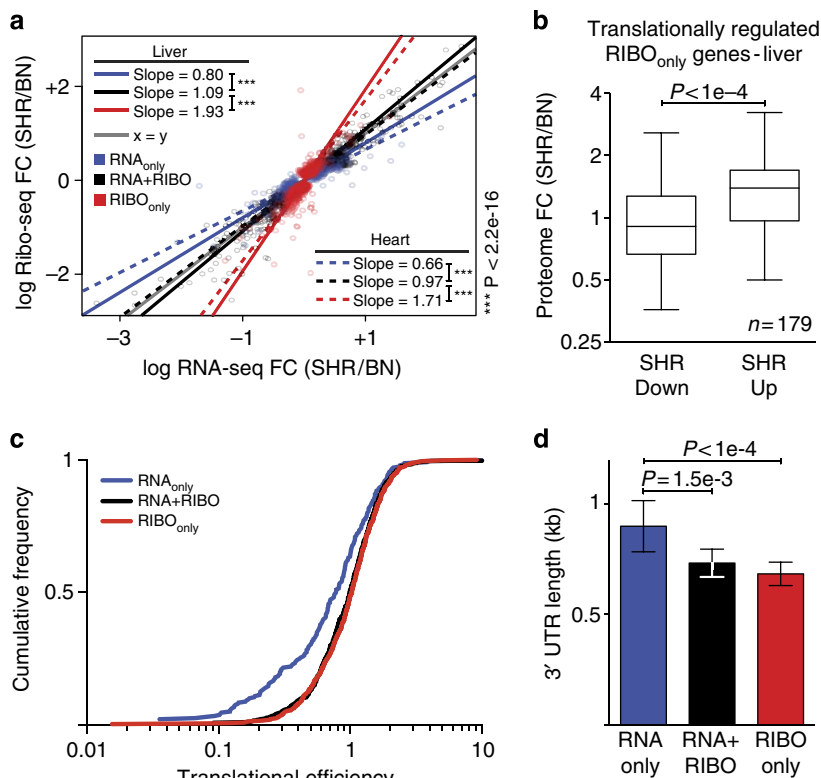 a
Liver
Slope = 0.80
Slope = 1.09
Slope = 1.93
***
***
x = y
RNAonly
RNA+RIBO
RIBOonly
Heart
Slope = 0.66
Slope = 0.97
Slope = 1.71
***
***
*** P < 2.2e-16
+2
0
−2
−3
−1
+1
log Ribo-seq FC (SHR/BN)
log RNA-seq FC (SHR/BN)
b
Translationally regulated
RIBOonly genes-liver
P<1e–4
4
2
1
0.5
0.25
Proteome FC (SHR/BN)
n=179
SHR
Down
SHR
Up
c
1
0.5
Cumulative frequency
RNAonly
RNA+RIBO
RIBOonly
0.01
0.1
1
10
Translational efficiency
d
P<1e-4
P=1.5e-3
1
0.5
3′ UTR length (kb)
RNA
only
RNA+
RIBO
RIBO
only